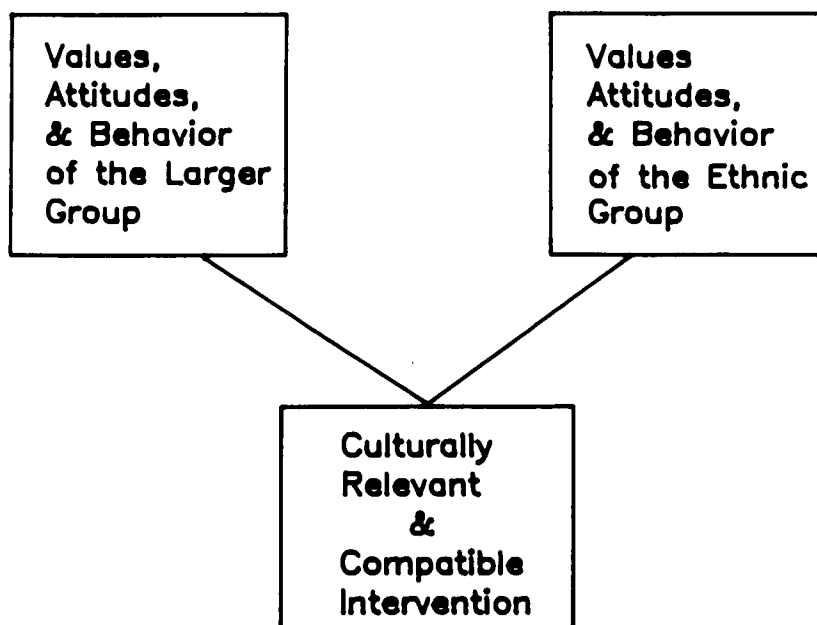 Values,
Attitudes,
& Behavior
of the Larger
Group
Values
Attitudes,
& Behavior
of the Ethnic
Group
Culturally
Relevant
&
Compatible
Intervention